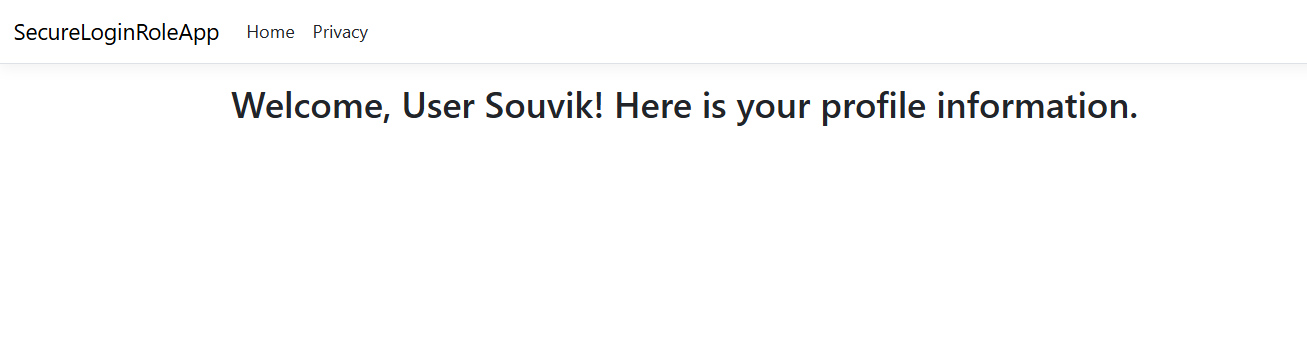 SecureLoginRoleApp Home Privacy
Welcome, User Souvik! Here is your profile information.